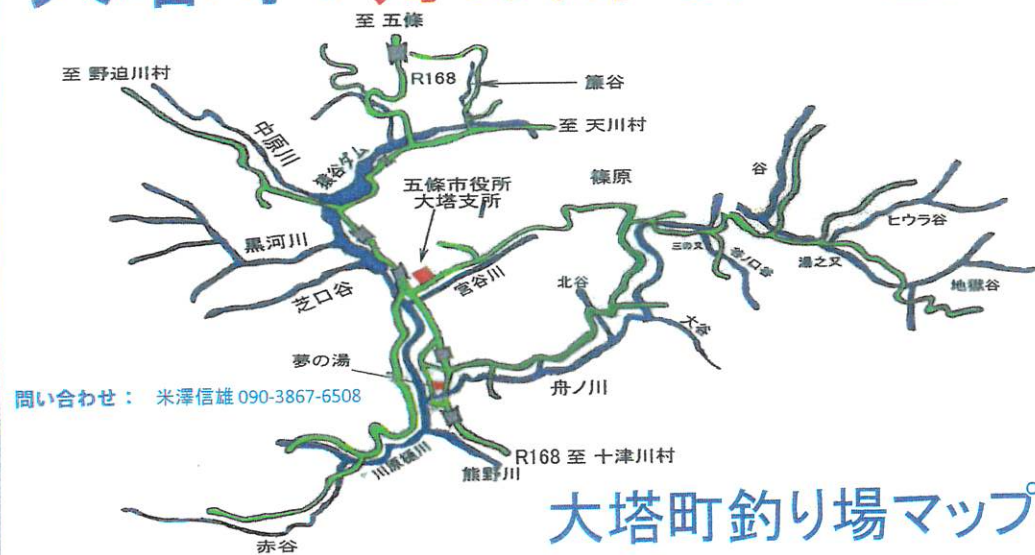 至 五條
至 野迫川村
R168
簾谷
中原川
至 天川村
猿谷ダム
五條市役所
大塔支所
篠原
谷
ヒウラ谷
黒河川
三の又
湯之又
地獄谷
宮谷川
芝口谷
北谷
夢の湯
舟ノ川
問い合わせ： 米澤信雄 090-3867-6508
川原樋川
R168 至 十津川村
熊野川
大塔町釣り場マップ
赤谷